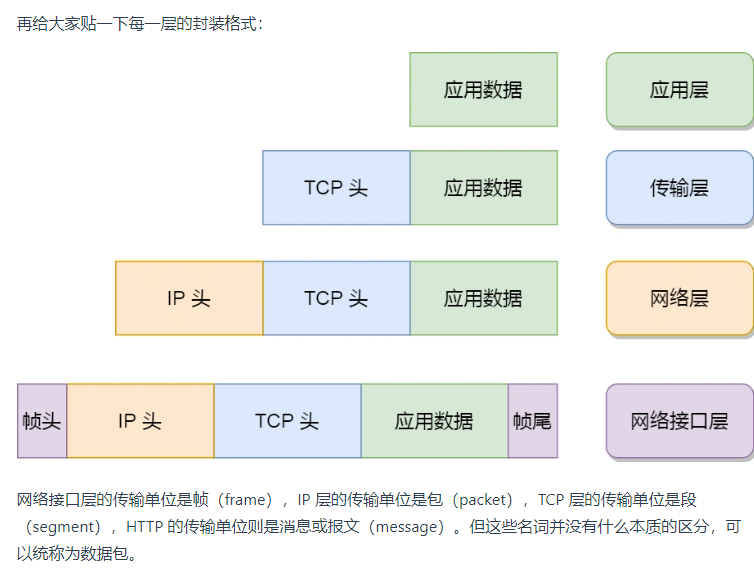 再给大家贴一下每一层的封装格式：
应用数据 应用层
TCP 头 应用数据 传输层
IP 头 TCP 头 应用数据 网络层
帧头 IP 头 TCP 头 应用数据 帧尾 网络接口层
网络接口层的传输单位是帧（frame），IP 层的传输单位是包（packet），TCP 层的传输单位是段
（segment），HTTP 的传输单位则是消息或报文（message）。但这些名词并没有什么本质的区分，可
以统称为数据包。